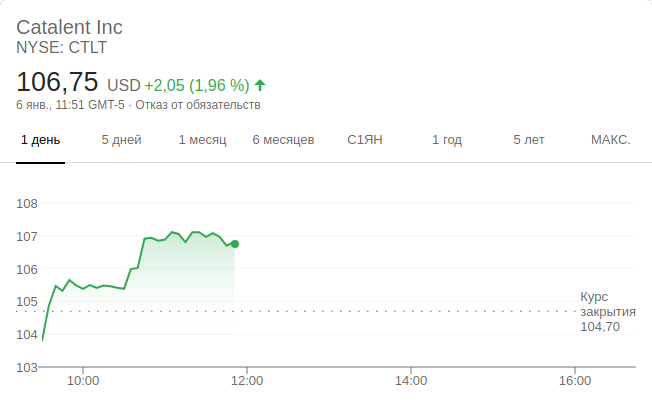 Catalent Inc
NYSE: CTLT
106,75 USD +2,05 (1,96 %)
6 янв., 11:51 GMT-5 · Отказ от обязательств
1 день 5 дней 1 месяц 6 месяцев С1ЯН 1 год 5 лет МАКС.
108
107
106
105
104
103
Курс
закрытия
104,70
10:00 12:00 14:00 16:00